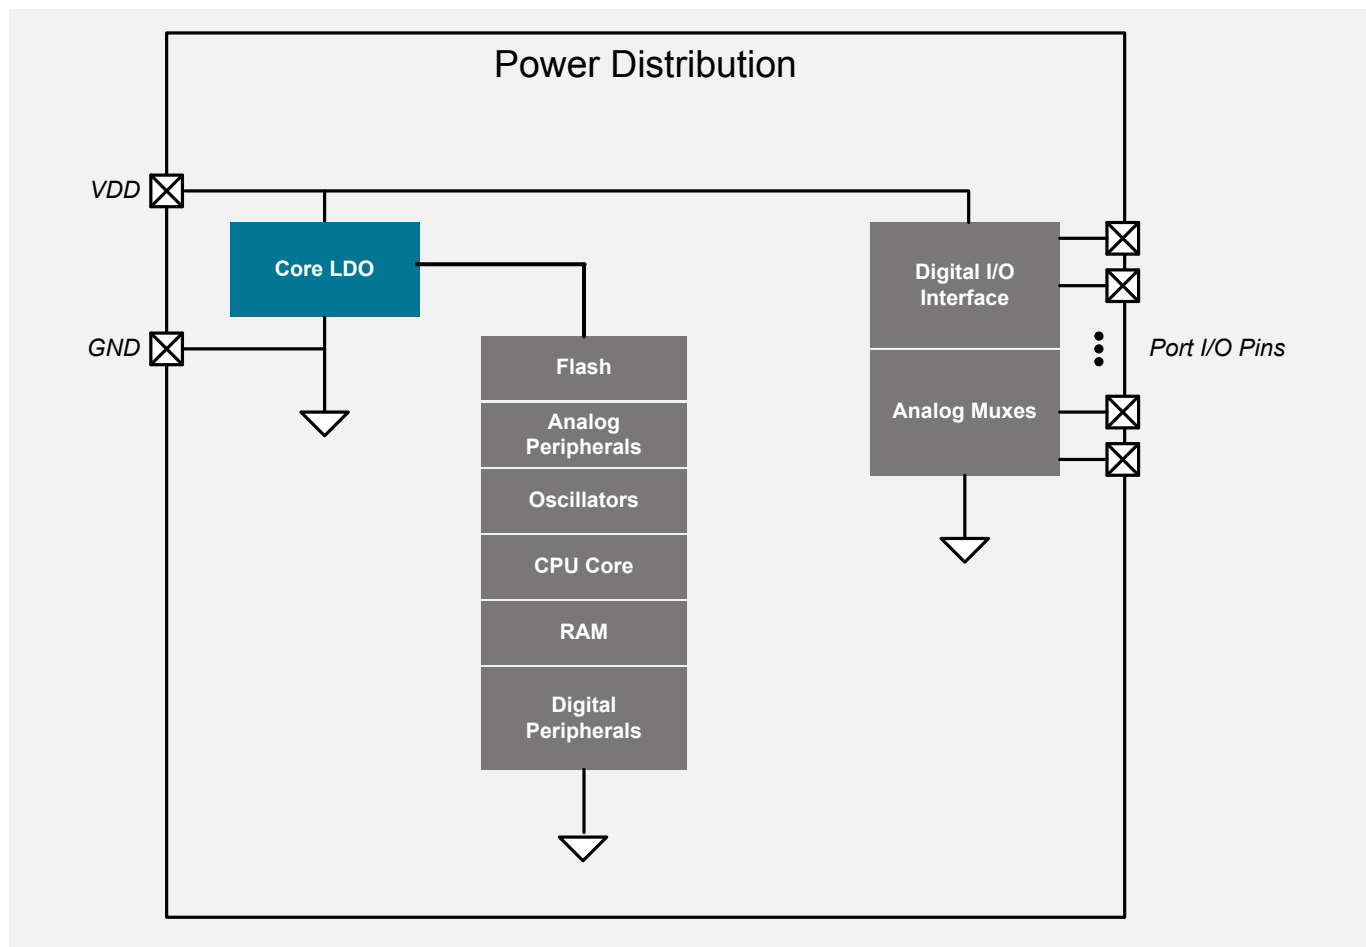 Power Distribution
VDD
Core LDO
GND
Flash
Analog
Peripherals
Oscillators
CPU Core
RAM
Digital
Peripherals
Digital I/O
Interface
Analog Muxes
Port I/O Pins